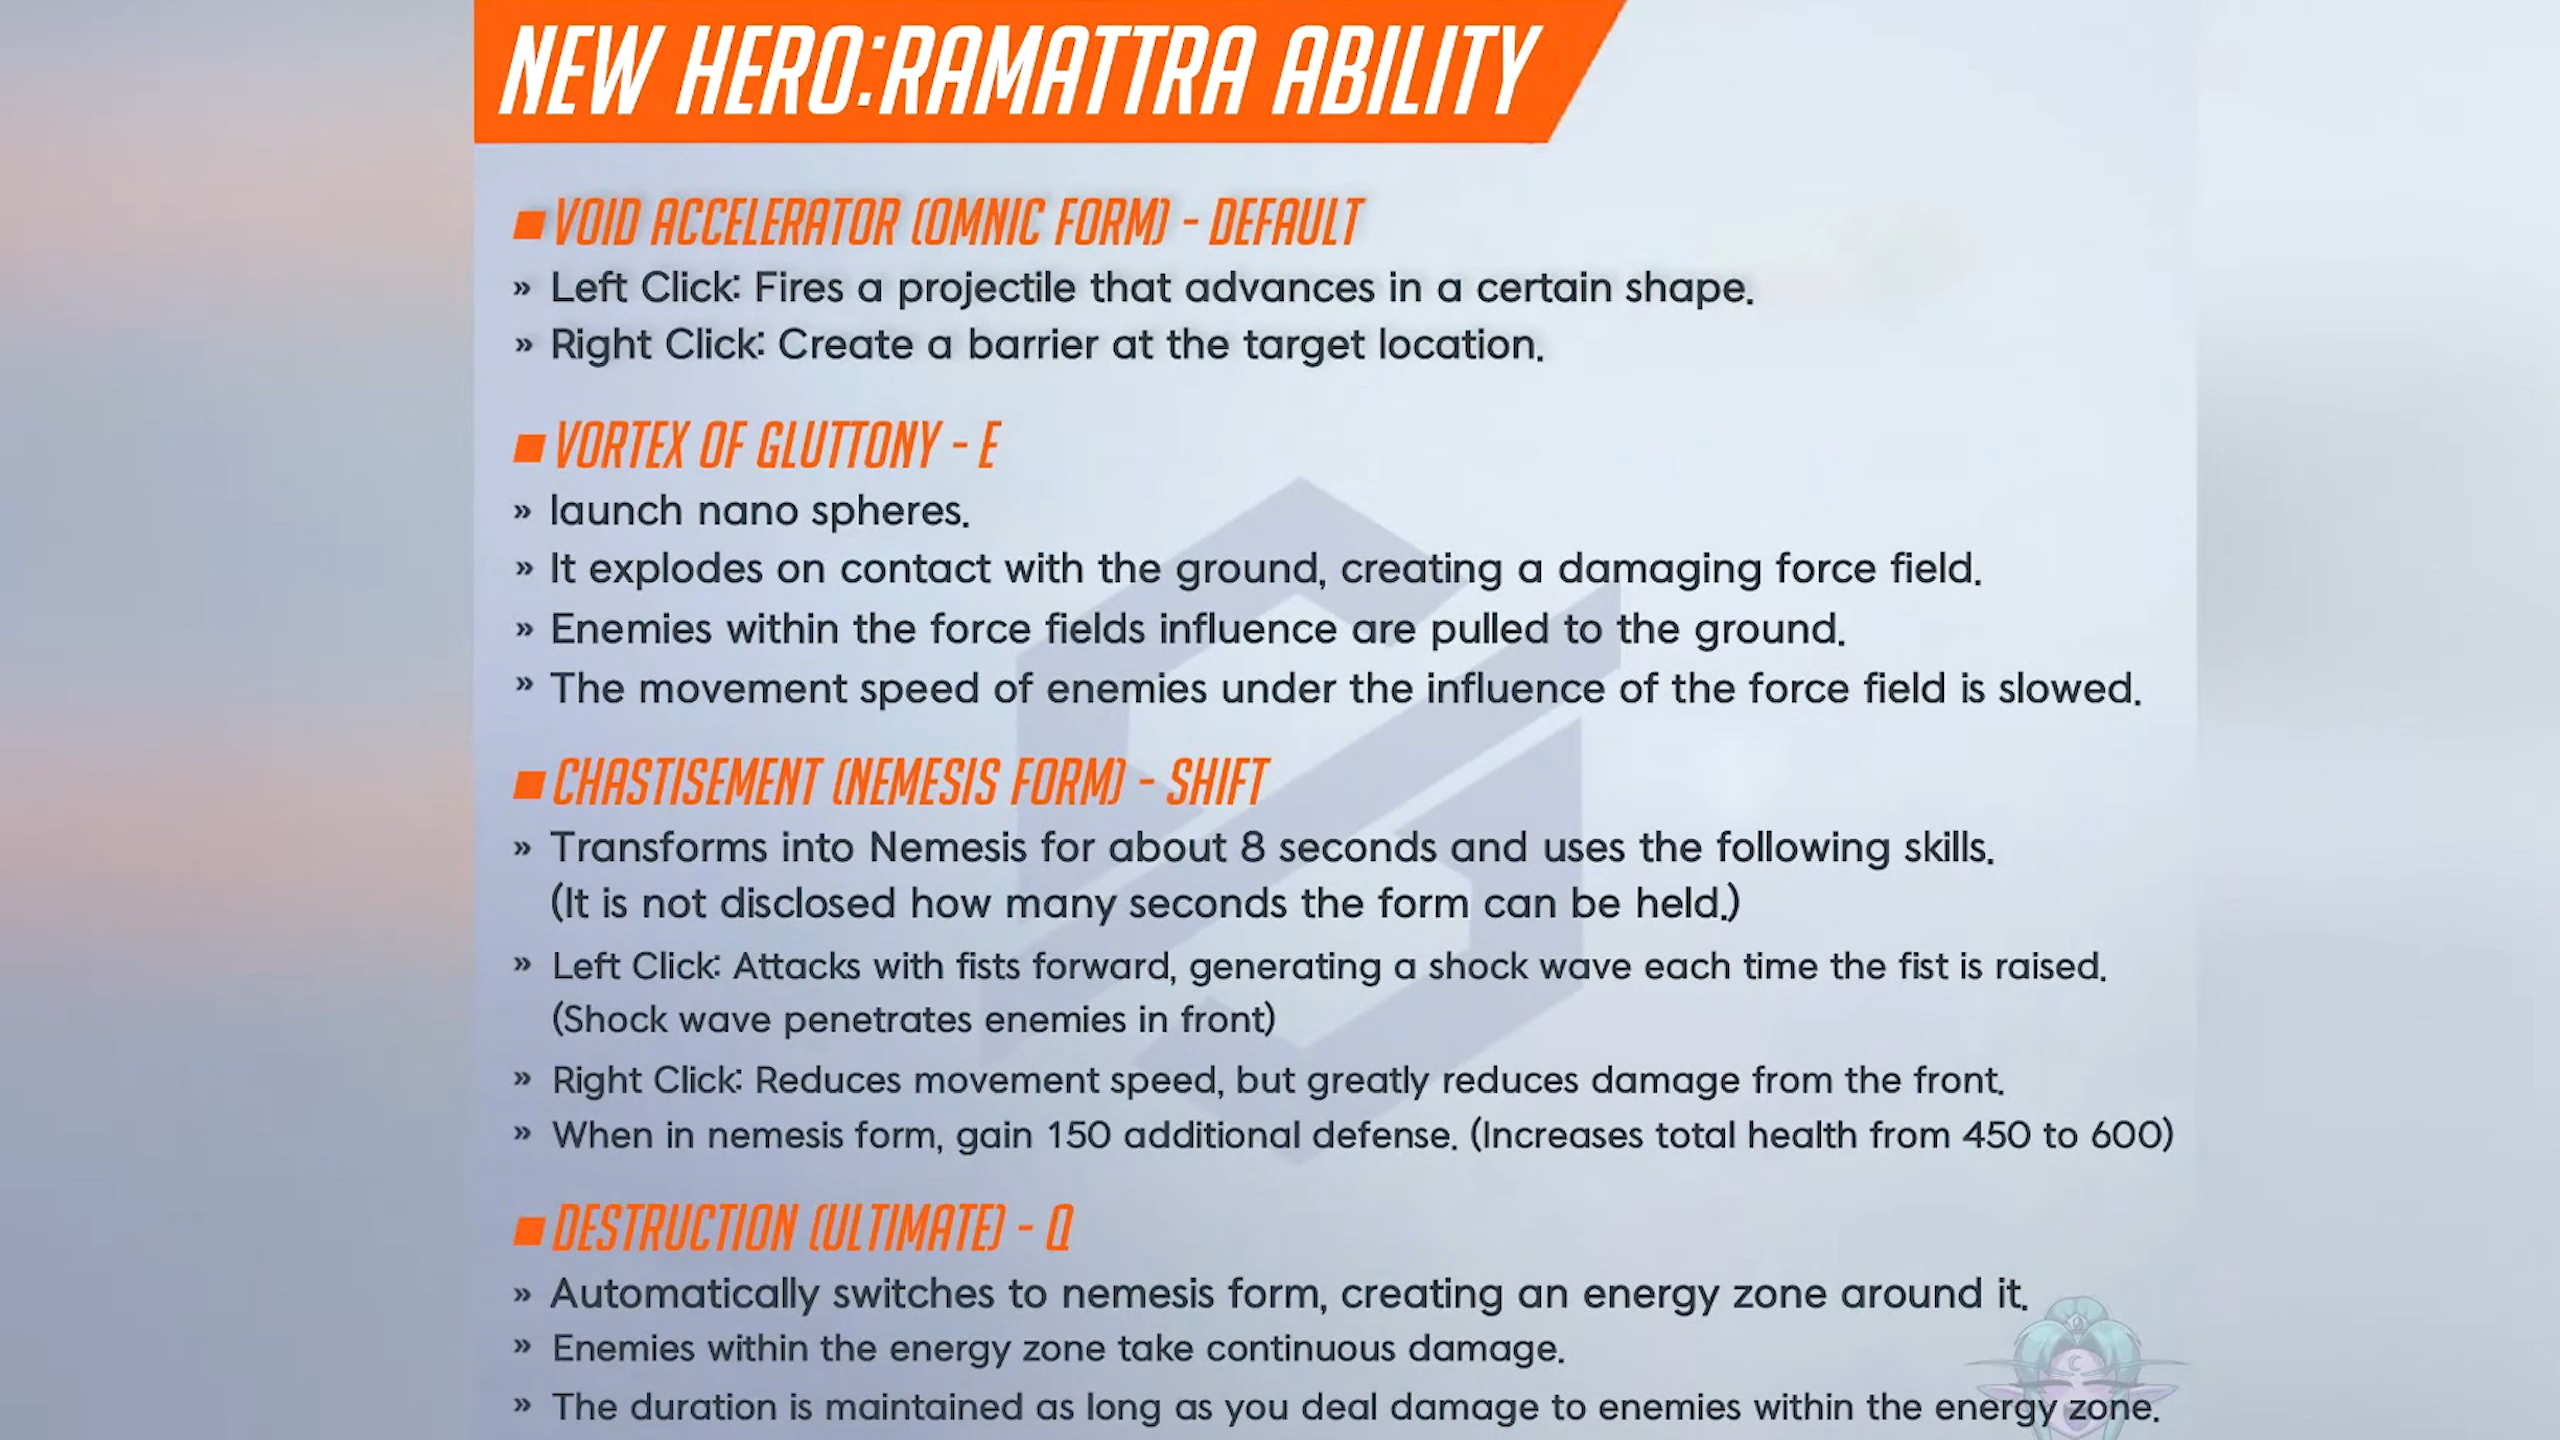 NEW HERO:RAMATTRA ABILITY
■ VOID ACCELERATOR (OMNIC FORM) - DEFAULT
» Left Click: Fires a projectile that advances in a certain shape.
» Right Click: Create a barrier at the target location.
■ VORTEX OF GLUTTONY - E
» launch nano spheres.
» It explodes on contact with the ground, creating a damaging force field.
» Enemies within the force fields influence are pulled to the ground.
» The movement speed of enemies under the influence of the force field is slowed.
■ CHASTISEMENT (NEMESIS FORM) - SHIFT
» Transforms into Nemesis for about 8 seconds and uses the following skills.
(It is not disclosed how many seconds the form can be held.)
» Left Click: Attacks with fists forward, generating a shock wave each time the fist is raised.
(Shock wave penetrates enemies in front)
» Right Click: Reduces movement speed, but greatly reduces damage from the front.
» When in nemesis form, gain 150 additional defense. (Increases total health from 450 to 600)
■ DESTRUCTION (ULTIMATE) - Q
» Automatically switches to nemesis form, creating an energy zone around it.
» Enemies within the energy zone take continuous damage.
» The duration is maintained as long as you deal damage to enemies within the energy zone.